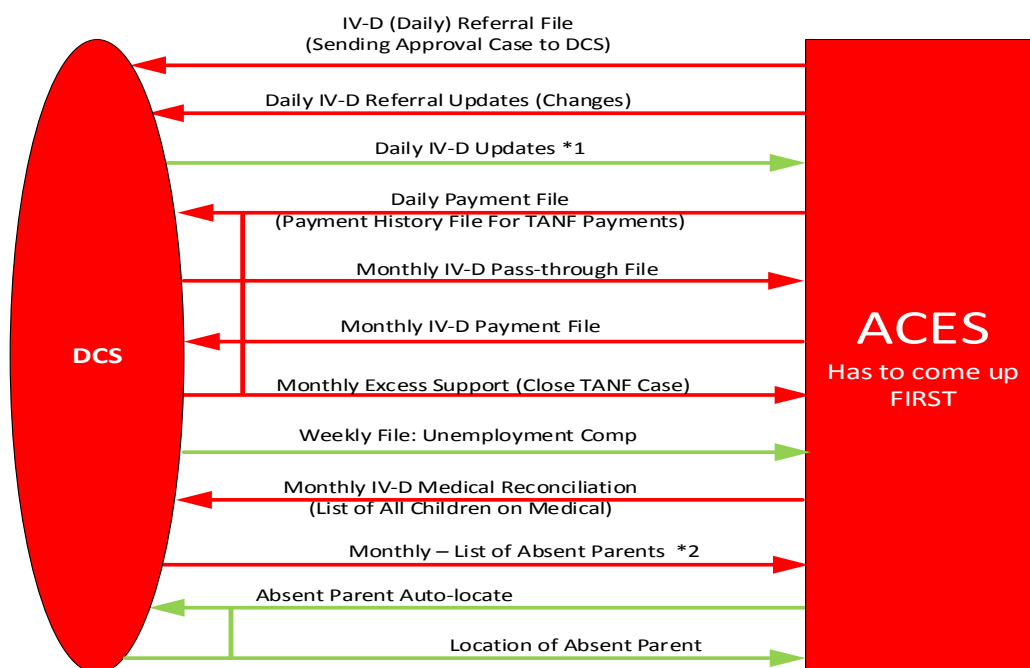 IV-D (Daily) Referral File
(Sending Approval Case to DCS)
Daily IV-D Referral Updates (Changes)
Daily IV-D Updates *1
Daily Payment File
(Payment History File For TANF Payments)
Monthly IV-D Pass-through File
Monthly IV-D Payment File
DCS
ACES
Has to come up
FIRST
Monthly Excess Support (Close TANF Case)
Weekly File: Unemployment Comp
Monthly IV-D Medical Reconciliation
(List of All Children on Medical)
Monthly – List of Absent Parents *2
Absent Parent Auto-locate
Location of Absent Parent